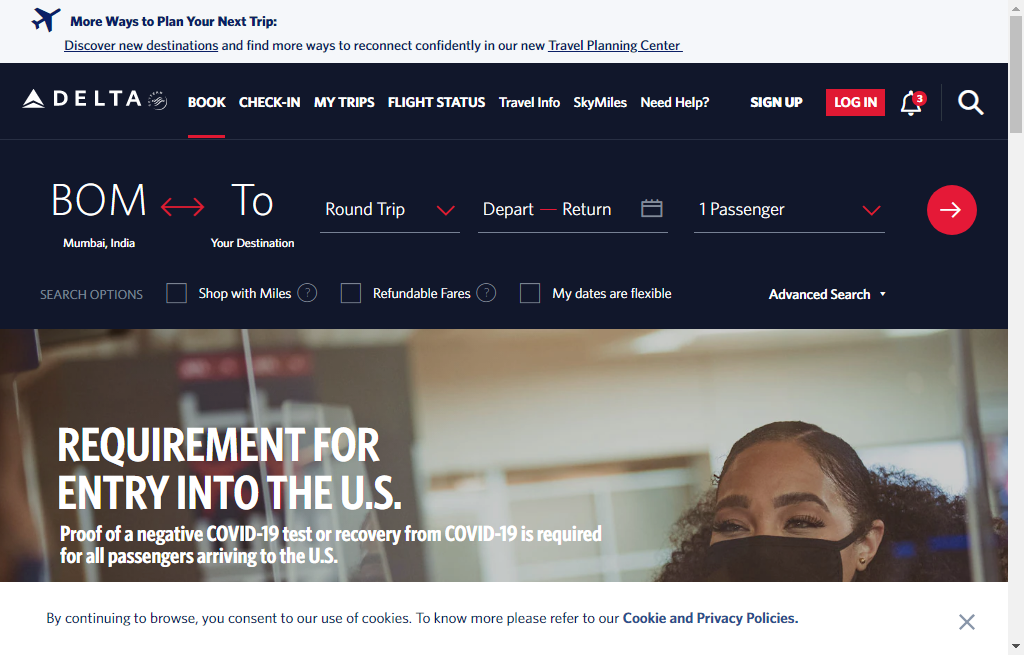 More Ways to Plan Your Next Trip:
Discover new destinations and find more ways to reconnect confidently in our new Travel Planning Center
DELTA BOOK CHECK-IN MY TRIPS FLIGHT STATUS Travel Info SkyMiles Need Help? SIGN UP LOG IN 3
BOM To Round Trip Depart — Return 1 Passenger
Mumbai, India Your Destination
SEARCH OPTIONS Shop with Miles ? Refundable Fares ? My dates are flexible Advanced Search
REQUIREMENT FOR
ENTRY INTO THE U.S.
Proof of a negative COVID-19 test or recovery from COVID-19 is required
for all passengers arriving to the U.S.
By continuing to browse, you consent to our use of cookies. To know more please refer to our Cookie and Privacy Policies.